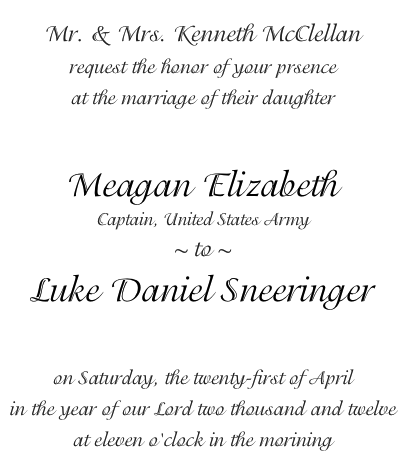 Mr. & Mrs. Kenneth McClellan
request the honor of your prsence
at the marriage of their daughter
Meagan Elizabeth
Captain, United States Army
~ to ~
Luke Daniel Sneeringer
on Saturday, the twenty-first of April
in the year of our Lord two thousand and twelve
at eleven o`clock in the morining